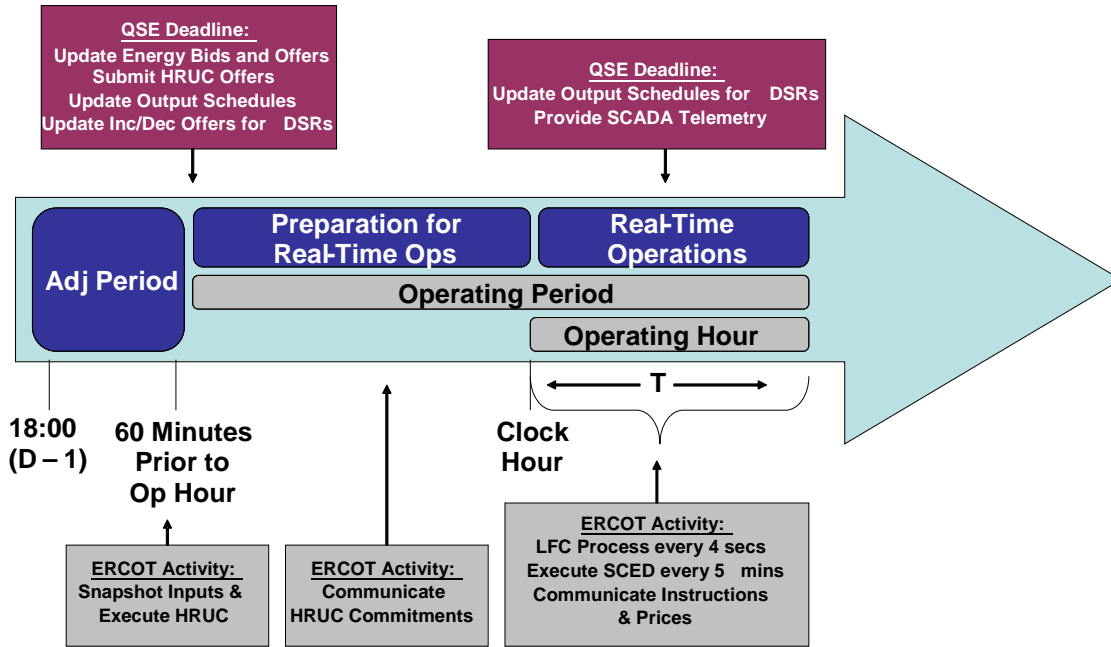 QSE Deadline:
Update Energy Bids and Offers
Submit HRUC Offers
Update Output Schedules
Update Inc/Dec Offers for DSRs
QSE Deadline:
Update Output Schedules for DSRs
Provide SCADA Telemetry
Adj Period
Preparation for
Real-Time Ops
Real-Time
Operations
Operating Period
Operating Hour
T
18:00
(D – 1)
60 Minutes
Prior to
Op Hour
Clock
Hour
ERCOT Activity:
Snapshot Inputs &
Execute HRUC
ERCOT Activity:
Communicate
HRUC Commitments
ERCOT Activity:
LFC Process every 4 secs
Execute SCED every 5 mins
Communicate Instructions
& Prices